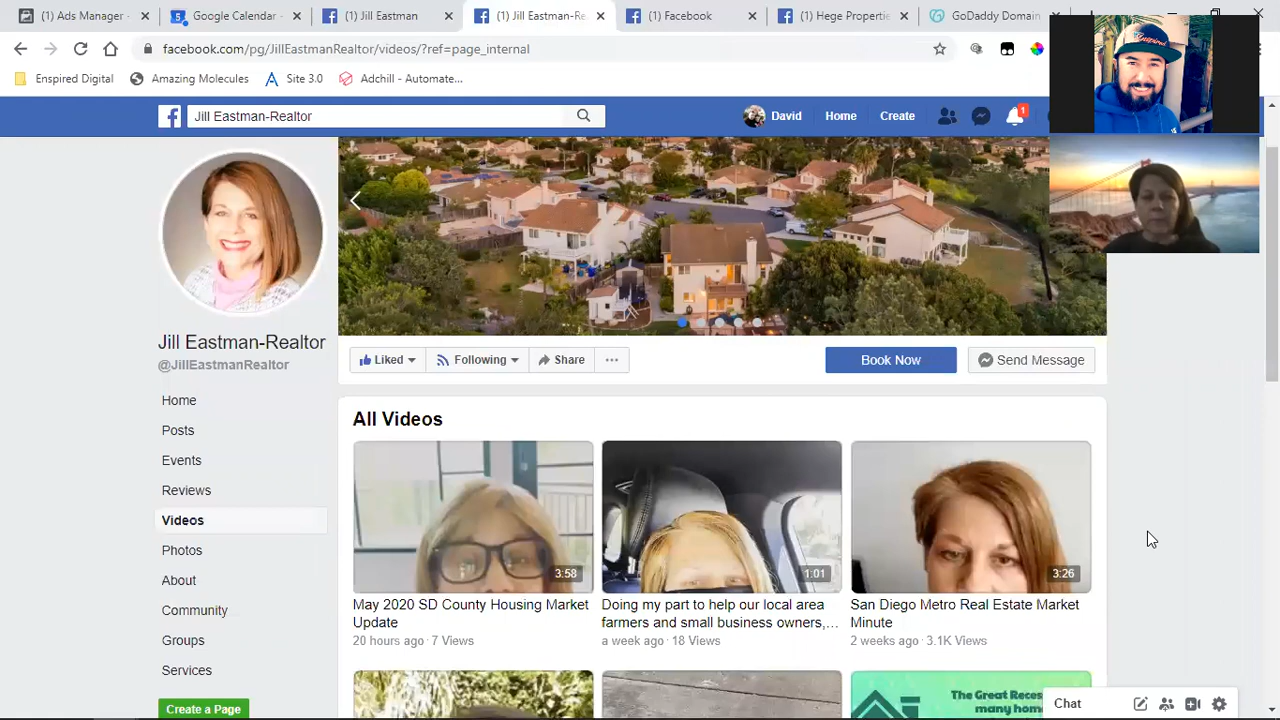 (1) Ads Manager -
Google Calendar -
(1) Jill Eastman
(1) Jill Eastman-Re
(1) Facebook
(1) Hege Properti
GoDaddy Domain
facebook.com/pg/JillEastmanRealtor/videos/?ref=page_internal
Enspired Digital
Amazing Molecules
Site 3.0
Adchill - Automate...
Jill Eastman-Realtor
David
Home
Create
1
Jill Eastman-Realtor
@JillEastmanRealtor
Liked
Following
Share
Book Now
Send Message
Home
Posts
Events
Reviews
Videos
Photos
About
Community
Groups
Services
Create a Page
All Videos
3:58
May 2020 SD County Housing Market
Update
20 hours ago · 7 Views
1:01
Doing my part to help our local area
farmers and small business owners,...
a week ago · 18 Views
3:26
San Diego Metro Real Estate Market
Minute
2 weeks ago · 3.1K Views
The Great Reces
many hom
Chat